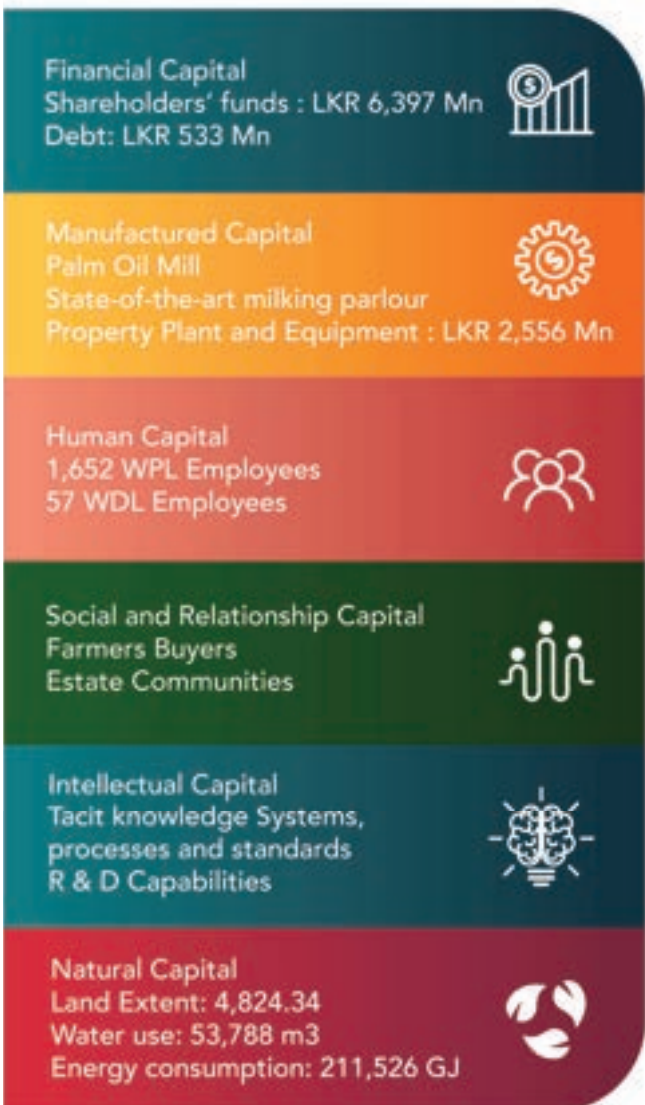 Financial Capital
Shareholders' funds : LKR 6,397 Mn
Debt: LKR 533 Mn
Manufactured Capital
Palm Oil Mill
State-of-the-art milking parlour
Property Plant and Equipment : LKR 2,556 Mn
Human Capital
1,652 WPL Employees
57 WDL Employees
Social and Relationship Capital
Farmers Buyers
Estate Communities
Intellectual Capital
Tacit knowledge Systems,
processes and standards
R & D Capabilities
Natural Capital
Land Extent: 4,824.34
Water use: 53,788 m3
Energy consumption: 211,526 GJ